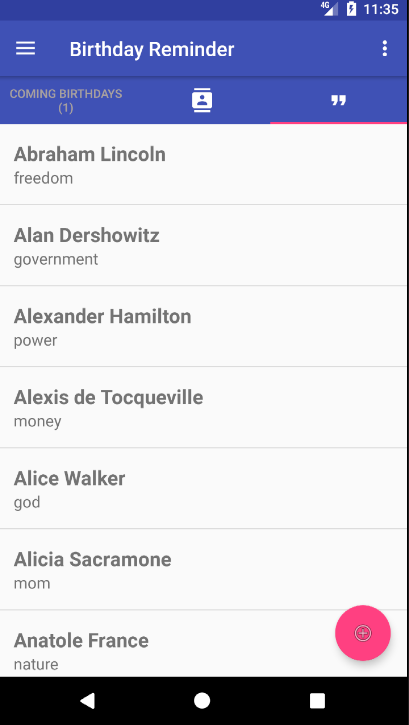 4G 11:35
Birthday Reminder
COMING BIRTHDAYS
(1)
Abraham Lincoln
freedom
Alan Dershowitz
government
Alexander Hamilton
power
Alexis de Tocqueville
money
Alice Walker
god
Alicia Sacramone
mom
Anatole France
nature